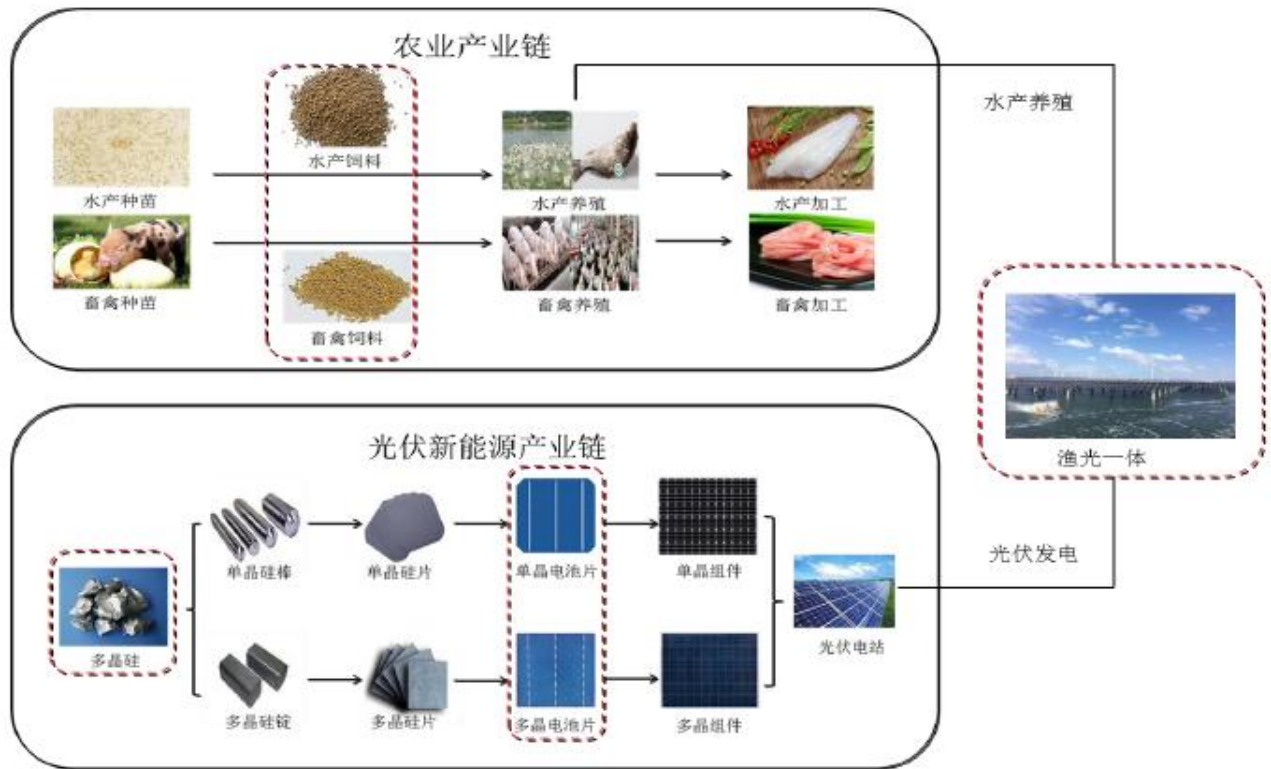 农业产业链
水产养殖
水产饲料
水产种苗
水产养殖
水产加工
畜禽种苗
畜禽养殖
畜禽加工
畜禽饲料
渔光一体
光伏新能源产业链
光伏发电
单晶硅棒
单晶硅片
单晶电池片
单晶组件
多晶硅
光伏电站
多晶硅锭
多晶硅片
多晶电池片
多晶组件